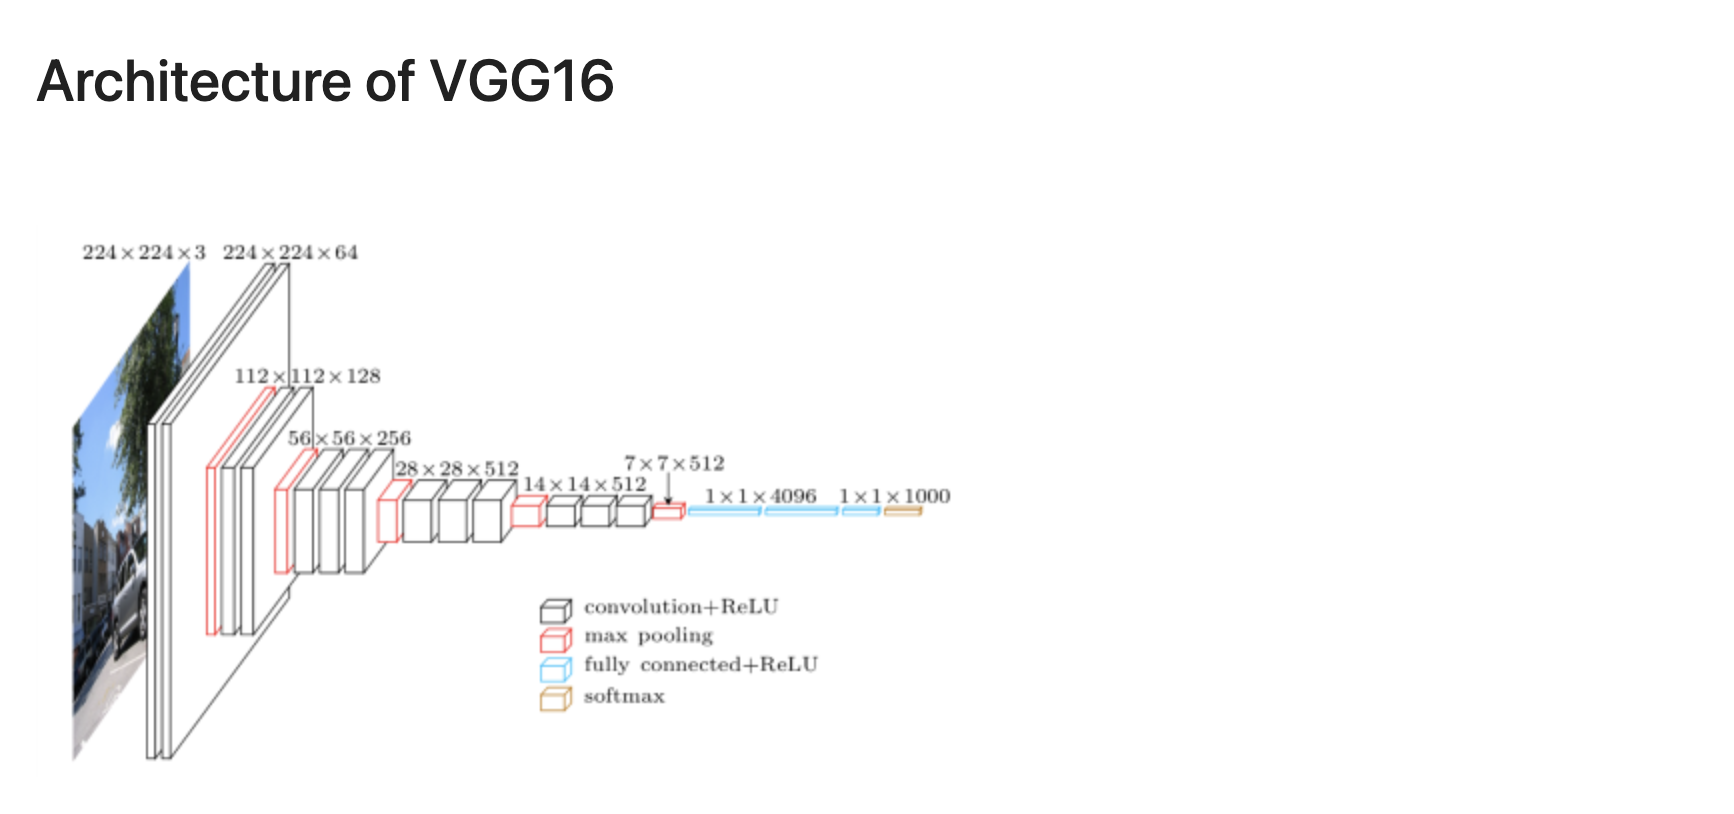 Architecture of VGG16
224×224×3 224×224×64
112×112×128
56×56×256
28×28×512
14×14×512
7×7×512
1×1×4096 1×1×1000
convolution+ReLU
max pooling
fully connected+ReLU
softmax